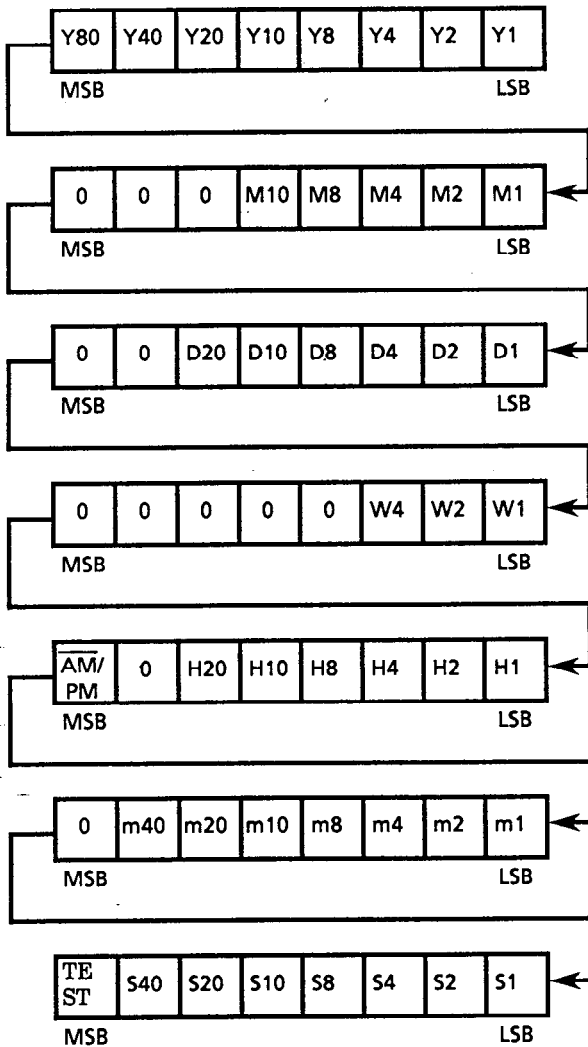 Y80 Y40 Y20 Y10 Y8 Y4 Y2 Y1
MSB LSB
0 0 0 M10 M8 M4 M2 M1
MSB LSB
0 0 D20 D10 D8 D4 D2 D1
MSB LSB
0 0 0 0 0 W4 W2 W1
MSB LSB
A̅M̅/
PM 0 H20 H10 H8 H4 H2 H1
MSB LSB
0 m40 m20 m10 m8 m4 m2 m1
MSB LSB
TE
ST S40 S20 S10 S8 S4 S2 S1
MSB LSB